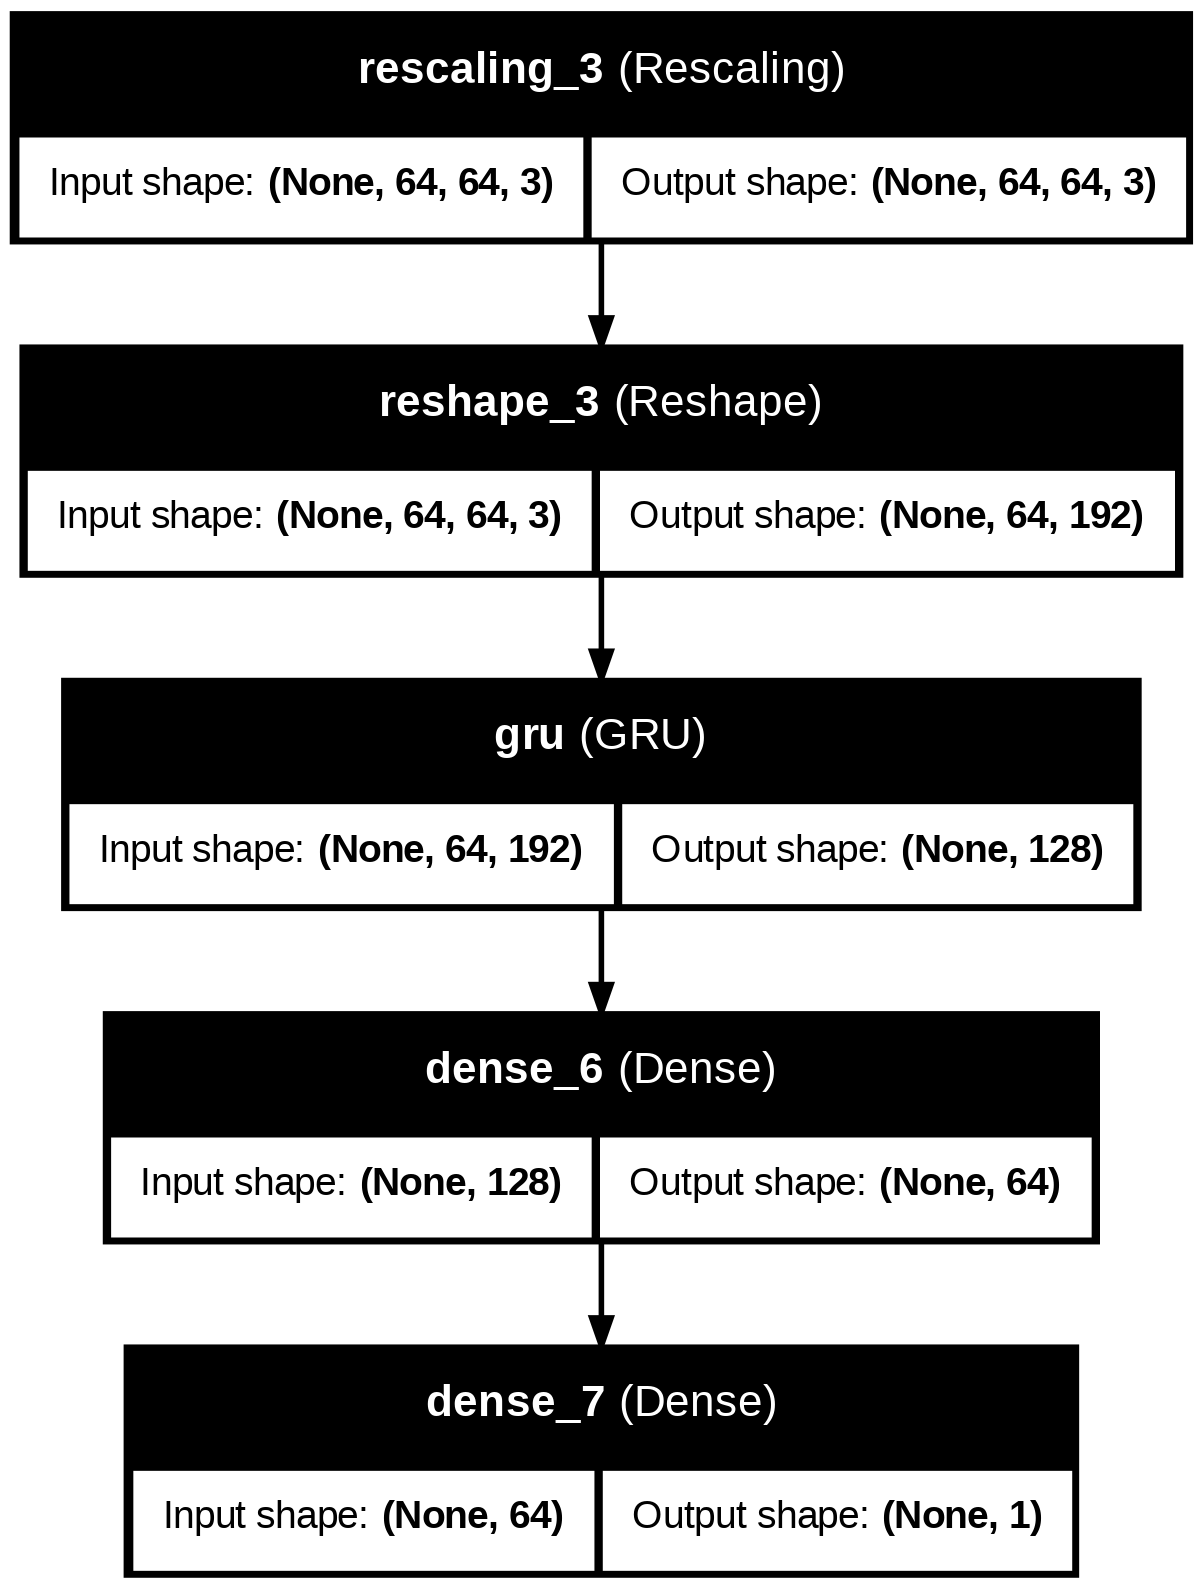 rescaling_3 (Rescaling)
Input shape: (None, 64, 64, 3) Output shape: (None, 64, 64, 3)
reshape_3 (Reshape)
Input shape: (None, 64, 64, 3) Output shape: (None, 64, 192)
gru (GRU)
Input shape: (None, 64, 192) Output shape: (None, 128)
dense_6 (Dense)
Input shape: (None, 128) Output shape: (None, 64)
dense_7 (Dense)
Input shape: (None, 64) Output shape: (None, 1)